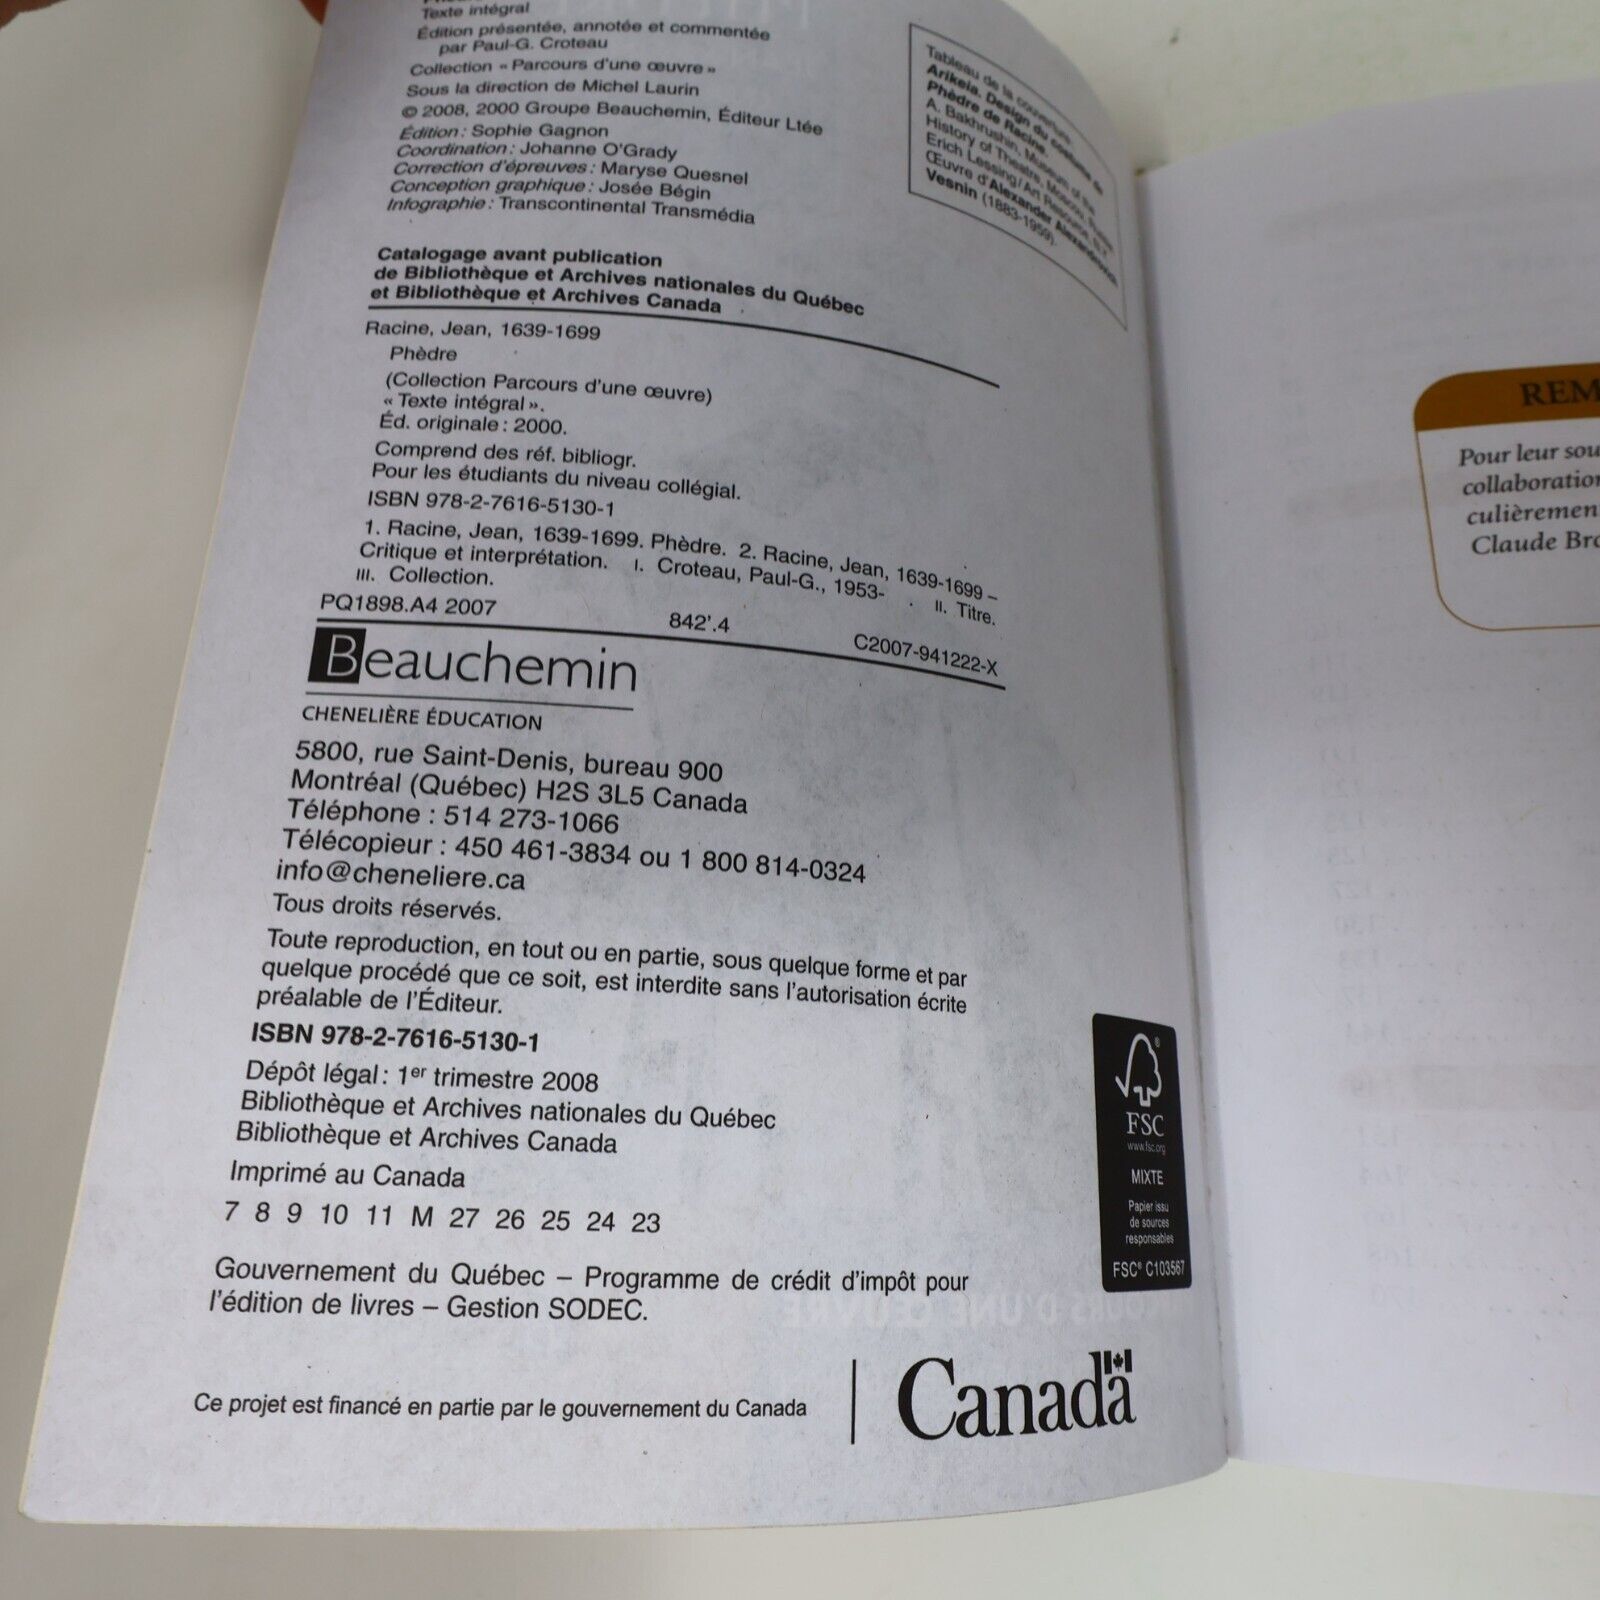 Texte intégral
Édition présentée, annotée et commentée
par Paul-G. Croteau
Collection « Parcours d'une œuvre »
Sous la direction de Michel Laurin
© 2008, 2000 Groupe Beauchemin, Éditeur Ltée
Édition : Sophie Gagnon
Coordination : Johanne O'Grady
Correction d'épreuves : Maryse Quesnel
Conception graphique : Josée Bégin
Infographie : Transcontinental Transmédia
Tableau de la couverture :
Arikeia. Design du costume de
Phèdre de Racine.
A. Bakhrushin, Museum of the
History of Theatre, Moscou, Russie.
Erich Lessing / Art Resource, N.Y.
Œuvre d'Alexander Alexandrovich
Vesnin (1883-1959).
Catalogage avant publication
de Bibliothèque et Archives nationales du Québec
et Bibliothèque et Archives Canada
Racine, Jean, 1639-1699
Phèdre
(Collection Parcours d'une œuvre)
« Texte intégral ».
Éd. originale : 2000.
Comprend des réf. bibliogr.
Pour les étudiants du niveau collégial.
ISBN 978-2-7616-5130-1
1. Racine, Jean, 1639-1699. Phèdre. 2. Racine, Jean, 1639-1699 –
Critique et interprétation. I. Croteau, Paul-G., 1953- . II. Titre.
III. Collection.
PQ1898.A4 2007 842'.4 C2007-941222-X
Beauchemin
CHENELIÈRE ÉDUCATION
5800, rue Saint-Denis, bureau 900
Montréal (Québec) H2S 3L5 Canada
Téléphone : 514 273-1066
Télécopieur : 450 461-3834 ou 1 800 814-0324
info@cheneliere.ca
Tous droits réservés.
Toute reproduction, en tout ou en partie, sous quelque forme et par
quelque procédé que ce soit, est interdite sans l'autorisation écrite
préalable de l'Éditeur.
ISBN 978-2-7616-5130-1
Dépôt légal : 1er trimestre 2008
Bibliothèque et Archives nationales du Québec
Bibliothèque et Archives Canada
Imprimé au Canada
7 8 9 10 11 M 27 26 25 24 23
Gouvernement du Québec – Programme de crédit d'impôt pour
l'édition de livres – Gestion SODEC.
Ce projet est financé en partie par le gouvernement du Canada
Canada
®
FSC
www.fsc.org
MIXTE
Papier issu
de sources
responsables
FSC® C103567
REM
Pour leur sou
collaboration
culièremen
Claude Bro